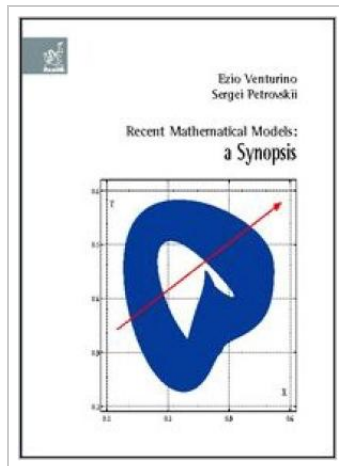 Ezio Venturino
Sergei Petrovskii
Recent Mathematical Models:
a Synopsis